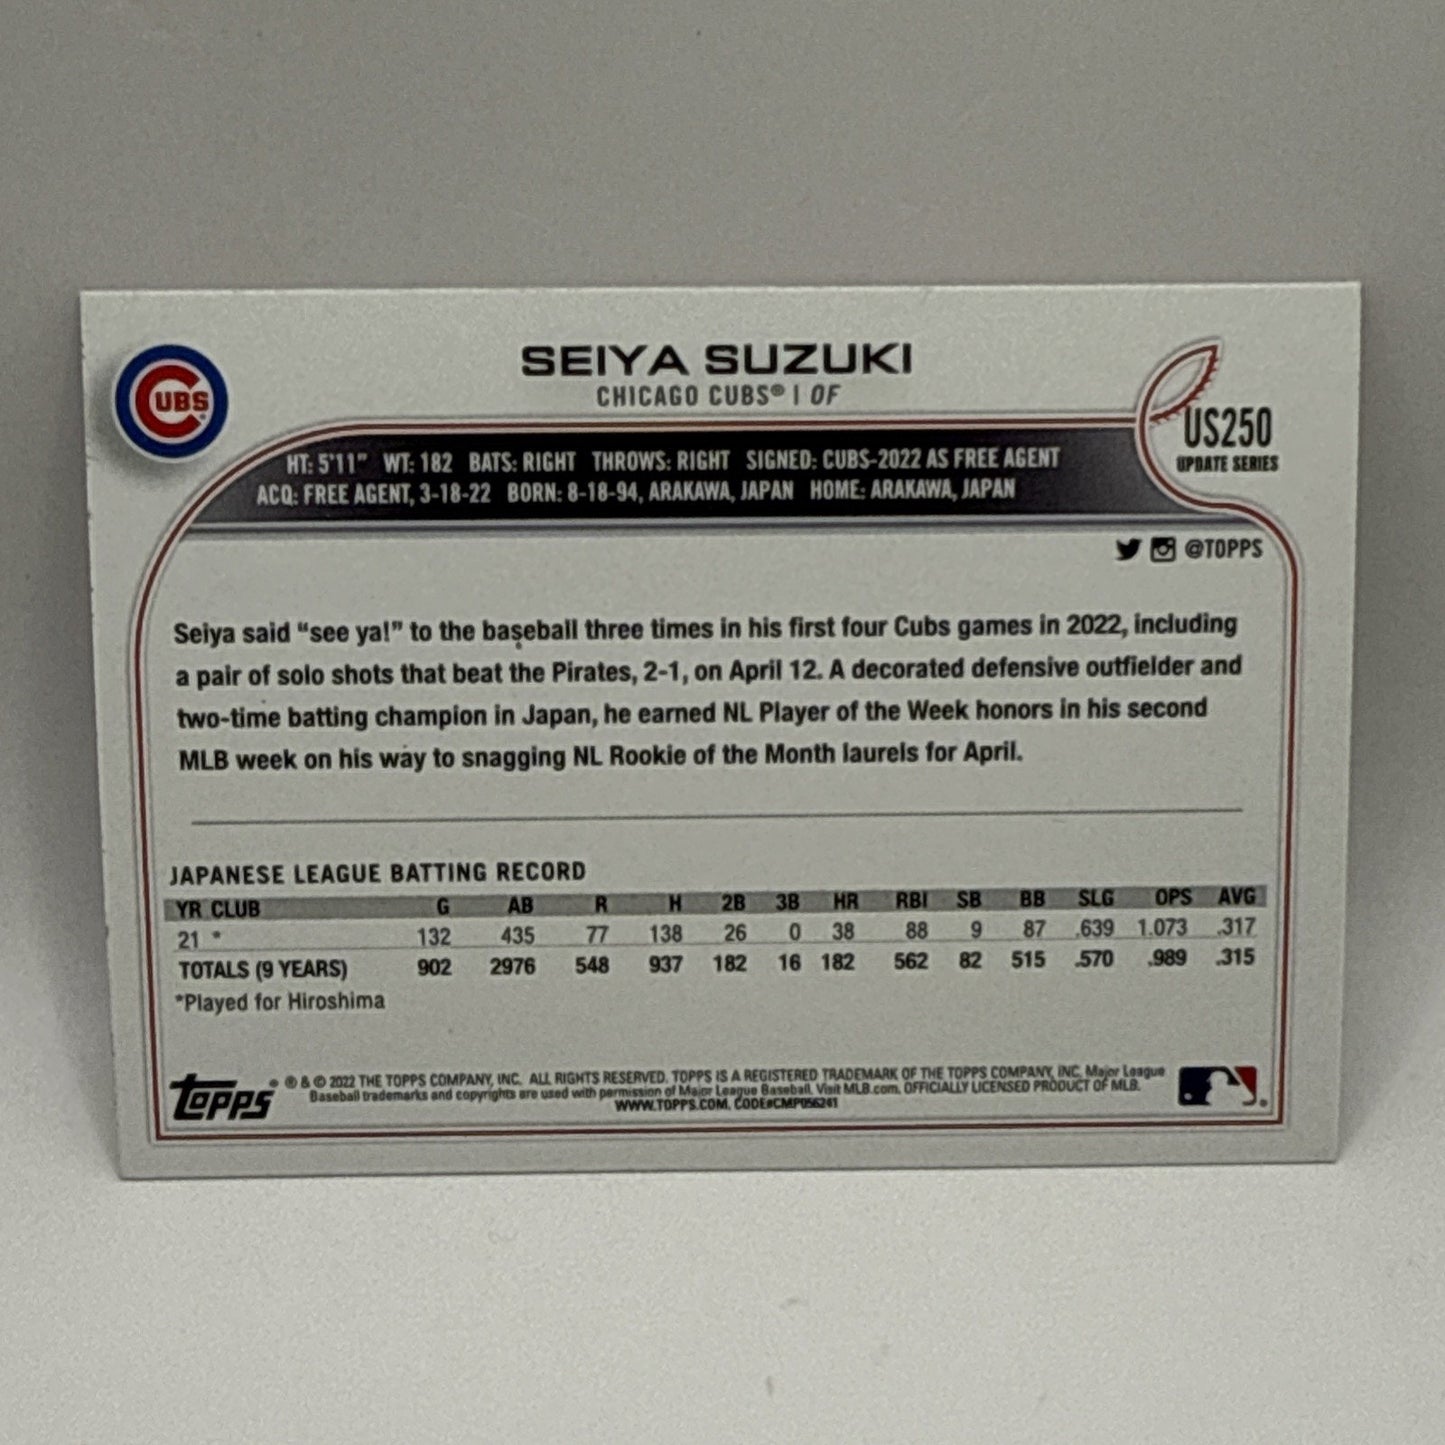 CUBS
SEIYA SUZUKI
CHICAGO CUBS® | OF
US250
UPDATE SERIES
HT: 5'11" WT: 182 BATS: RIGHT THROWS: RIGHT SIGNED: CUBS-2022 AS FREE AGENT
ACQ: FREE AGENT, 3-18-22 BORN: 8-18-94, ARAKAWA, JAPAN HOME: ARAKAWA, JAPAN
@TOPPS
Seiya said “see ya!” to the baseball three times in his first four Cubs games in 2022, including
a pair of solo shots that beat the Pirates, 2-1, on April 12. A decorated defensive outfielder and
two-time batting champion in Japan, he earned NL Player of the Week honors in his second
MLB week on his way to snagging NL Rookie of the Month laurels for April.
JAPANESE LEAGUE BATTING RECORD
YR CLUB G AB R H 2B 3B HR RBI SB BB SLG OPS AVG
21 * 132 435 77 138 26 0 38 88 9 87 .639 1.073 .317
TOTALS (9 YEARS) 902 2976 548 937 182 16 182 562 82 515 .570 .989 .315
*Played for Hiroshima
topps
® & © 2022 THE TOPPS COMPANY, INC. ALL RIGHTS RESERVED. TOPPS IS A REGISTERED TRADEMARK OF THE TOPPS COMPANY, INC. Major League
Baseball trademarks and copyrights are used with permission of Major League Baseball. Visit MLB.com. OFFICIALLY LICENSED PRODUCT OF MLB.
WWW.TOPPS.COM. CODE#CMP056241